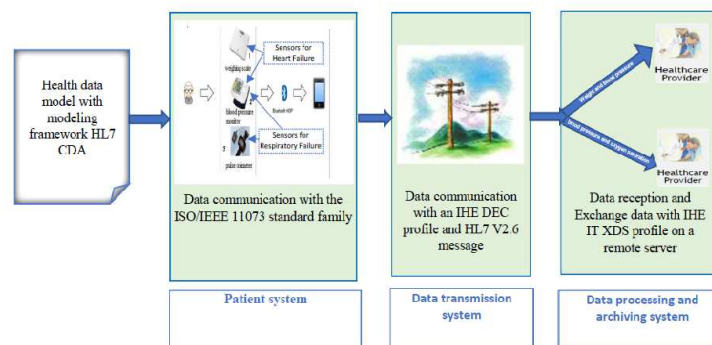 Health data
model with
modeling
framework HL7
CDA
Sensors for
Heart Failure
weighing scale
blood pressure
monitor
Bluetooth HDP
Sensors for
Respiratory Failure
pulse oximeter
Data communication with the
ISO/IEEE 11073 standard family
Patient system
Data communication
with an IHE DEC
profile and HL7 V2.6
message
Data transmission
system
Weight and blood pressure
Healthcare
Provider
blood pressure and oxygen saturation
Healthcare
Provider
Data reception and
Exchange data with IHE
IT XDS profile on a
remote server
Data processing and
archiving system